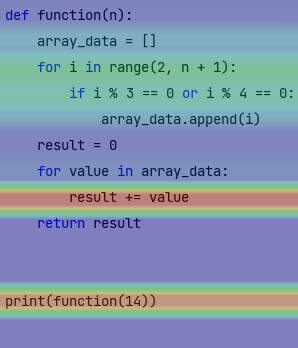 def function(n):
    array_data = []
    for i in range(2, n + 1):
        if i % 3 == 0 or i % 4 == 0:
            array_data.append(i)
    result = 0
    for value in array_data:
        result += value
    return result
print(function(14))